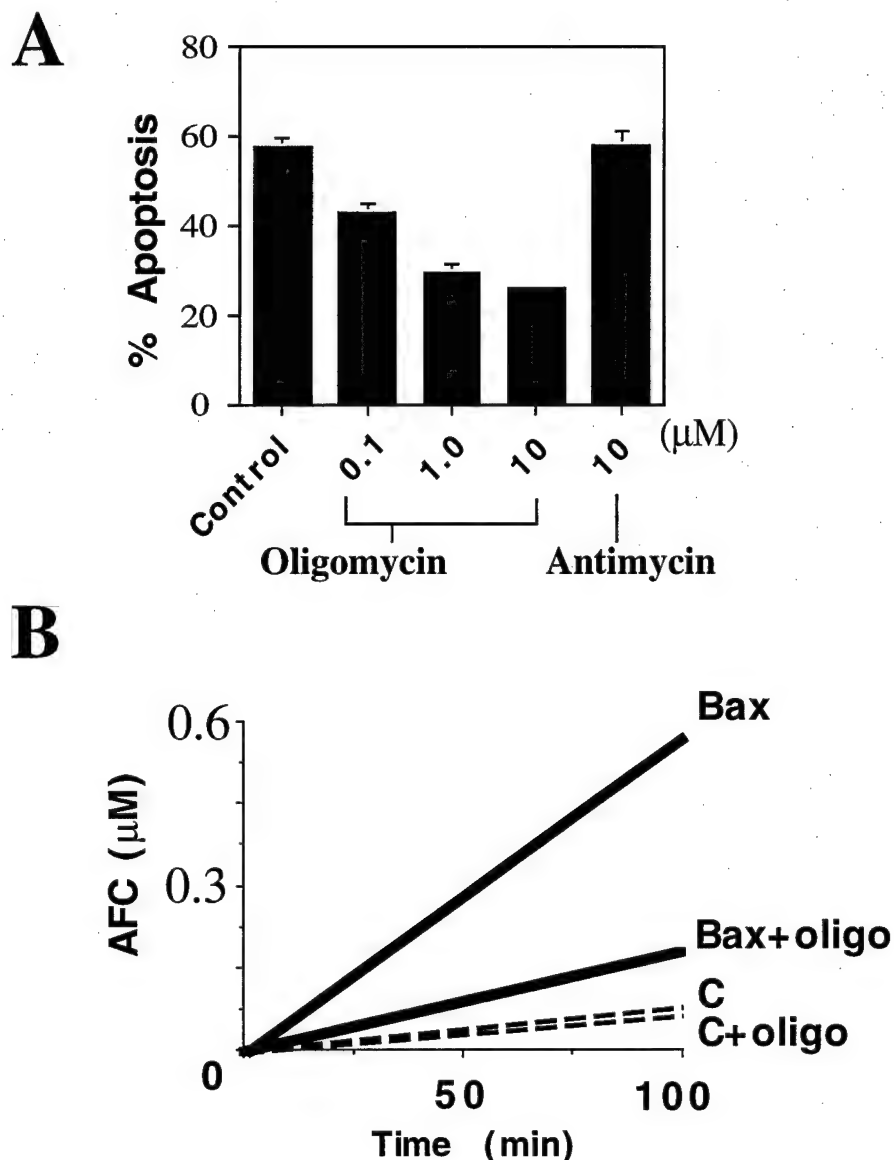 A
80
60
40
20
0
% Apoptosis
Control
0.1
1.0
10
10
(μM)
Oligomycin
Antimycin
B
0.6
0.3
0
AFC (μM)
Bax
Bax+oligo
C
C+oligo
50
100
Time (min)